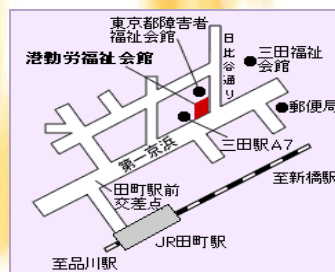 東京都障害者
福祉会館
日比谷通り
港勤労福祉会館
三田福祉
会館
郵便局
第一京浜
三田駅A7
田町駅前
交差点
至新橋駅
JR田町駅
至品川駅